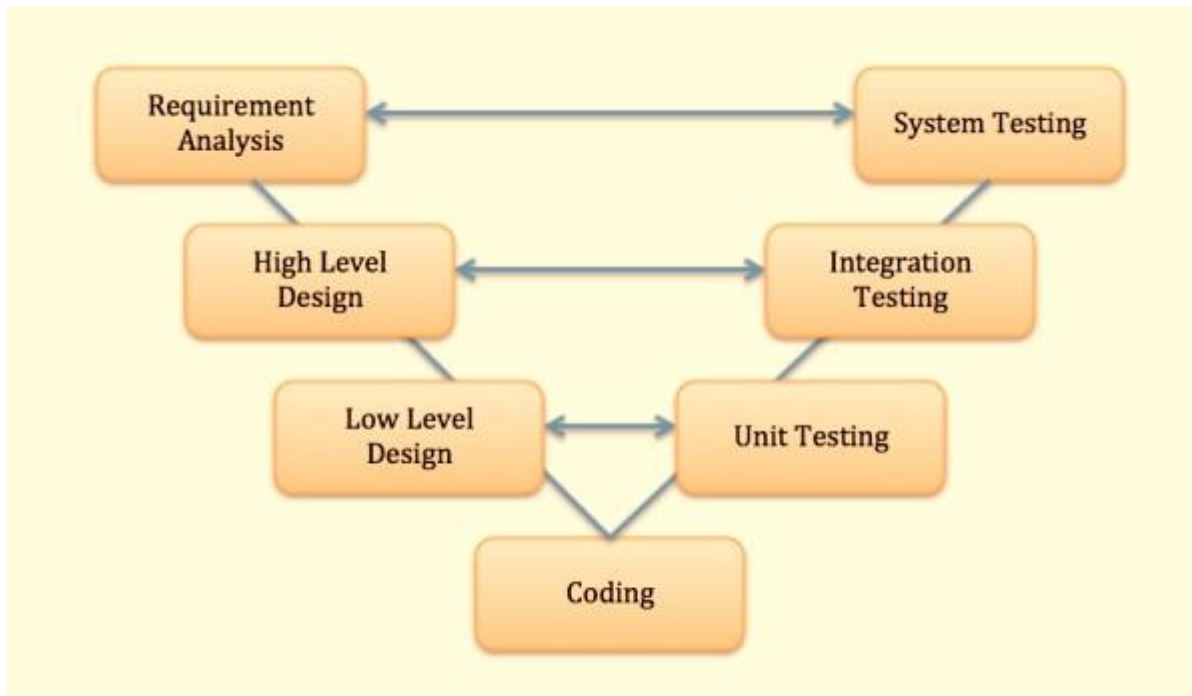 Requirement
Analysis
System Testing
High Level
Design
Integration
Testing
Low Level
Design
Unit Testing
Coding